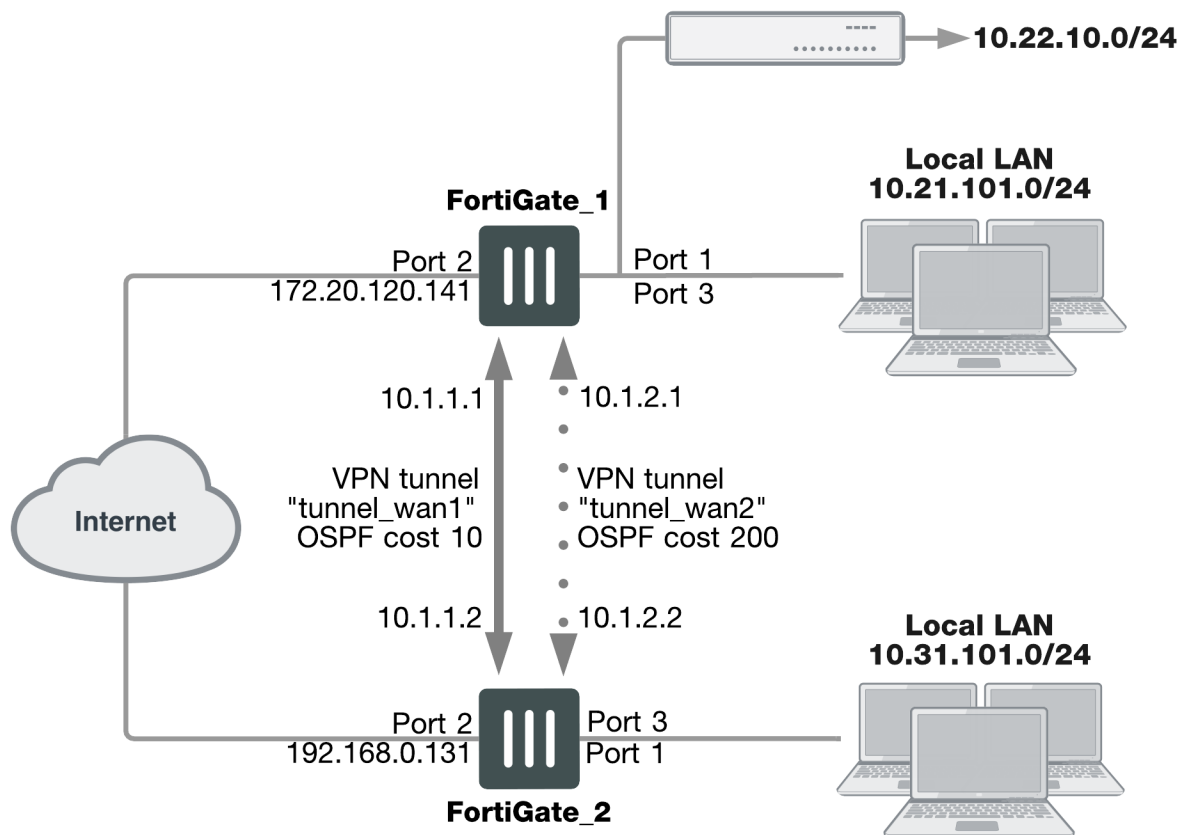 10.22.10.0/24
Local LAN
10.21.101.0/24
FortiGate_1
Port 2
172.20.120.141
Port 1
Port 3
10.1.1.1
10.1.2.1
VPN tunnel
"tunnel_wan1"
OSPF cost 10
VPN tunnel
"tunnel_wan2"
OSPF cost 200
Internet
10.1.1.2
10.1.2.2
Local LAN
10.31.101.0/24
Port 2
192.168.0.131
Port 3
Port 1
FortiGate_2